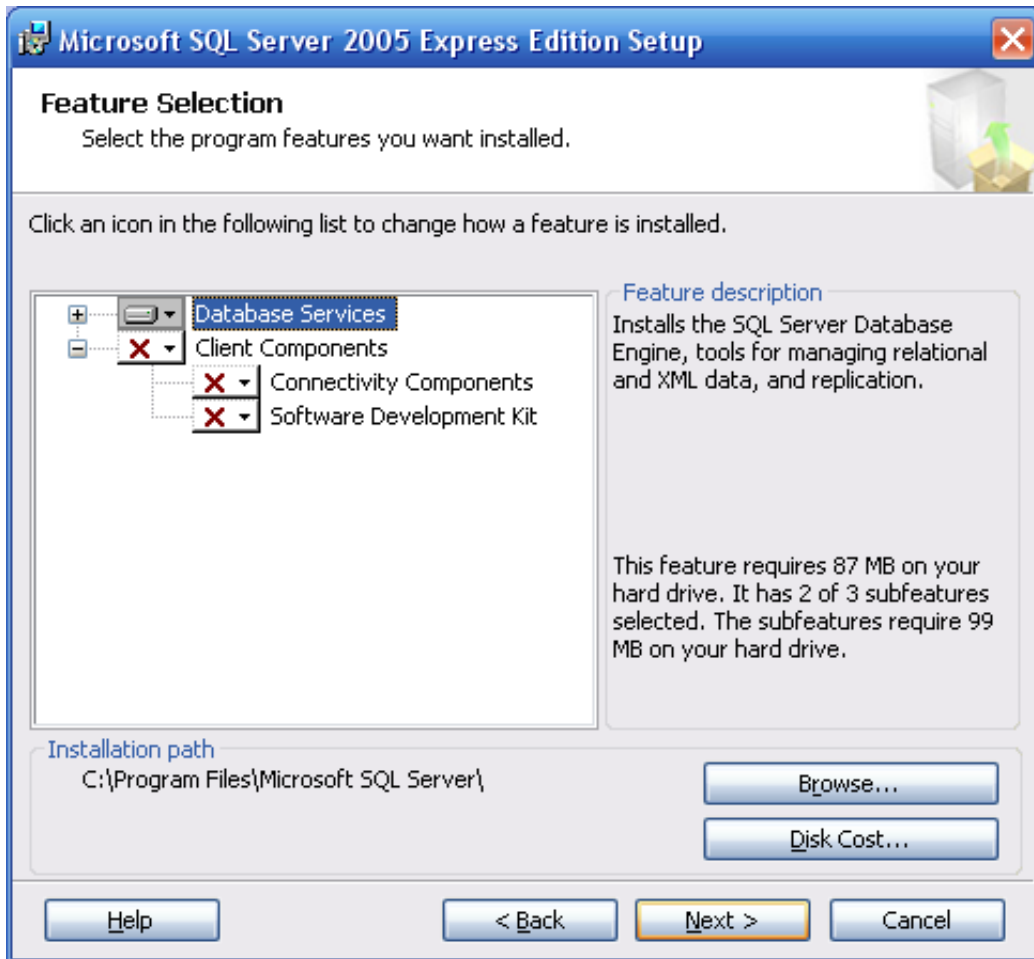 Microsoft SQL Server 2005 Express Edition Setup
Feature Selection
Select the program features you want installed.
Click an icon in the following list to change how a feature is installed.
Database Services
Client Components
Connectivity Components
Software Development Kit
Feature description
Installs the SQL Server Database
Engine, tools for managing relational
and XML data, and replication.
This feature requires 87 MB on your
hard drive. It has 2 of 3 subfeatures
selected. The subfeatures require 99
MB on your hard drive.
Installation path
C:\Program Files\Microsoft SQL Server\
Browse...
Disk Cost...
Help
< Back
Next >
Cancel